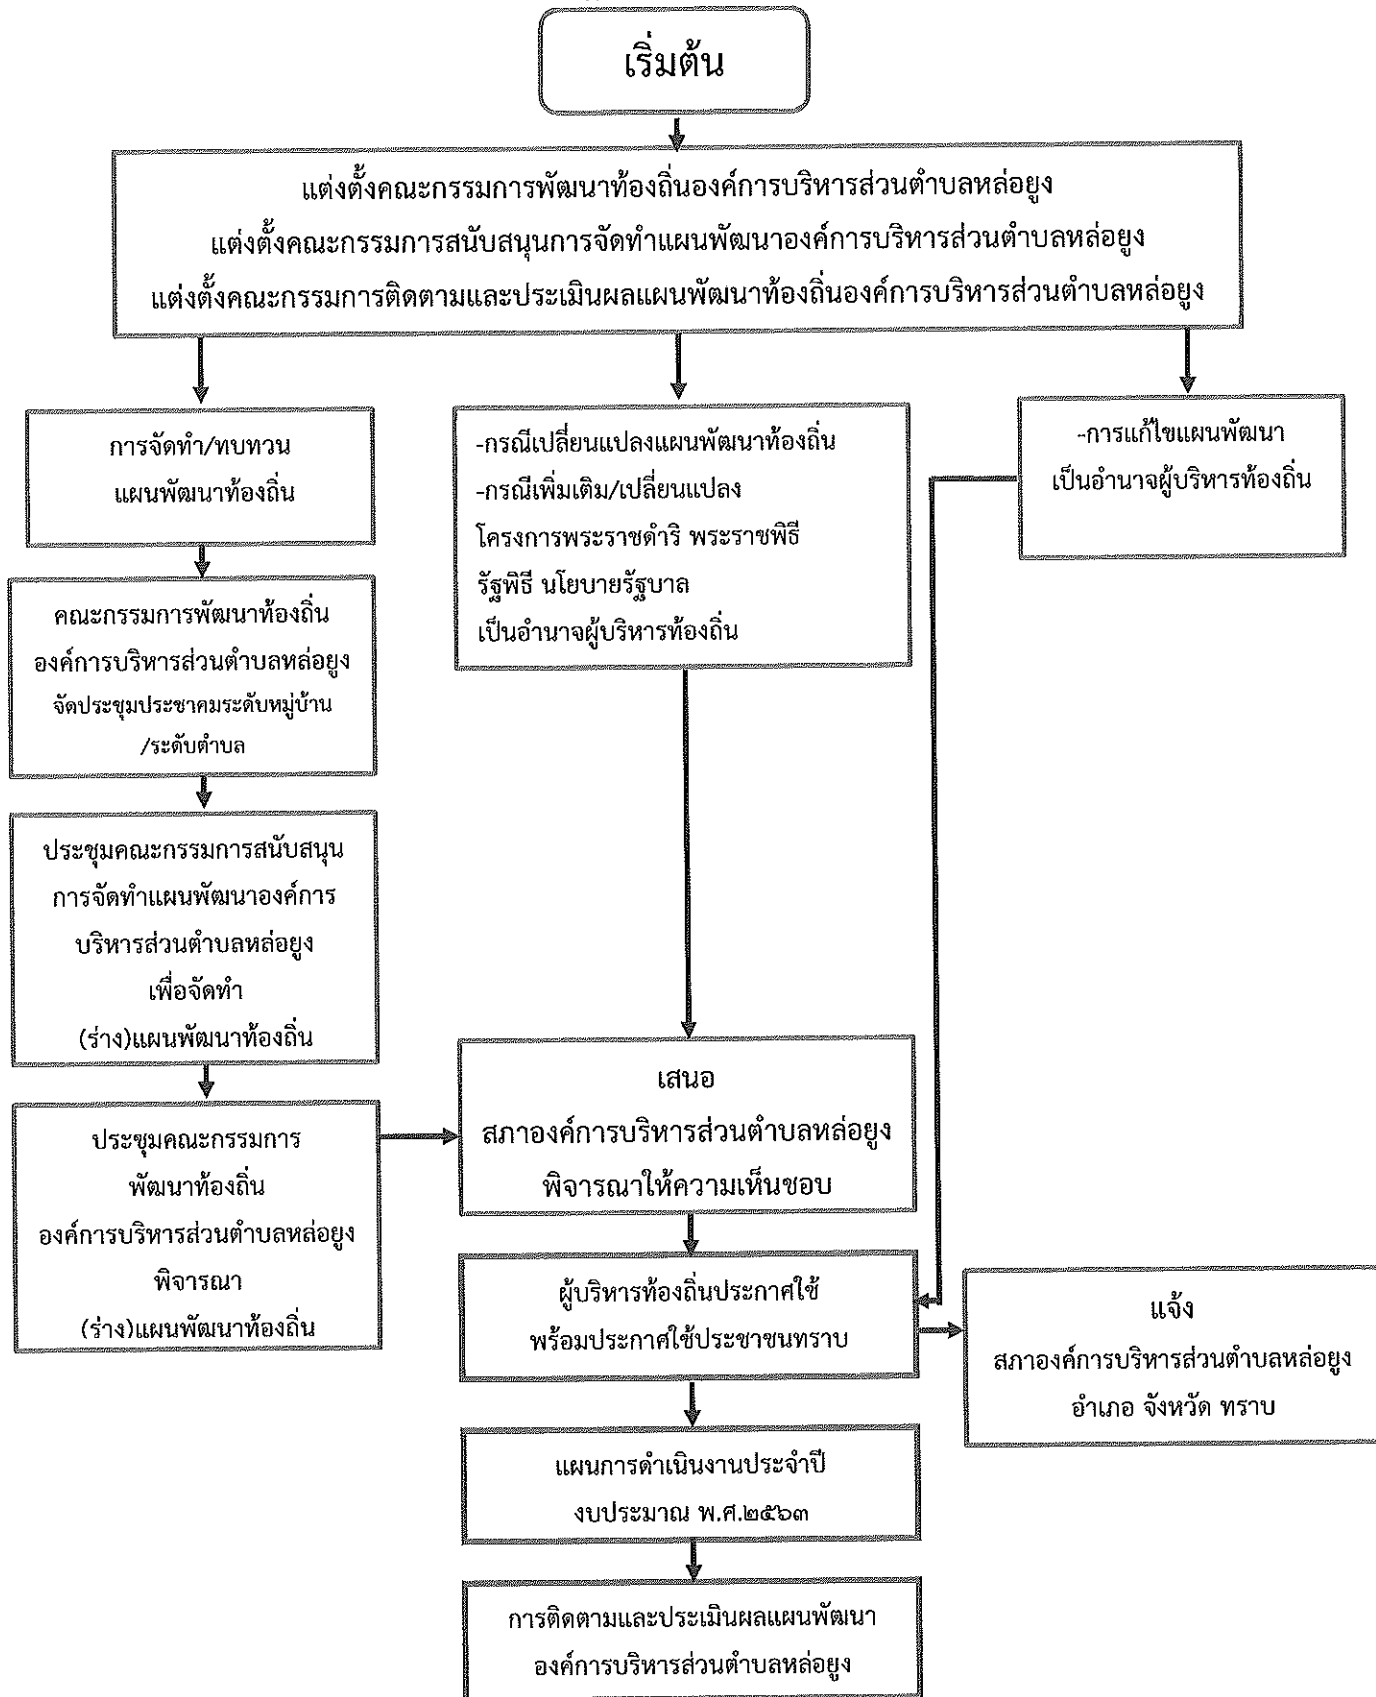 เริ่มต้น
แต่งตั้งคณะกรรมการพัฒนาท้องถิ่นองค์การบริหารส่วนตำบลหล่อยูง
แต่งตั้งคณะกรรมการสนับสนุนการจัดทำแผนพัฒนาองค์การบริหารส่วนตำบลหล่อยูง
แต่งตั้งคณะกรรมการติดตามและประเมินผลแผนพัฒนาท้องถิ่นองค์การบริหารส่วนตำบลหล่อยูง
การจัดทำ/ทบทวน
แผนพัฒนาท้องถิ่น
คณะกรรมการพัฒนาท้องถิ่น
องค์การบริหารส่วนตำบลหล่อยูง
จัดประชุมประชาคมระดับหมู่บ้าน
/ระดับตำบล
ประชุมคณะกรรมการสนับสนุน
การจัดทำแผนพัฒนาองค์การ
บริหารส่วนตำบลหล่อยูง
เพื่อจัดทำ
(ร่าง)แผนพัฒนาท้องถิ่น
ประชุมคณะกรรมการ
พัฒนาท้องถิ่น
องค์การบริหารส่วนตำบลหล่อยูง
พิจารณา
(ร่าง)แผนพัฒนาท้องถิ่น
-กรณีเปลี่ยนแปลงแผนพัฒนาท้องถิ่น
-กรณีเพิ่มเติม/เปลี่ยนแปลง
โครงการพระราชดำริ พระราชพิธี
รัฐพิธี นโยบายรัฐบาล
เป็นอำนาจผู้บริหารท้องถิ่น
-การแก้ไขแผนพัฒนา
เป็นอำนาจผู้บริหารท้องถิ่น
เสนอ
สภาองค์การบริหารส่วนตำบลหล่อยูง
พิจารณาให้ความเห็นชอบ
ผู้บริหารท้องถิ่นประกาศใช้
พร้อมประกาศใช้ประชาชนทราบ
แจ้ง
สภาองค์การบริหารส่วนตำบลหล่อยูง
อำเภอ จังหวัด ทราบ
แผนการดำเนินงานประจำปี
งบประมาณ พ.ศ.๒๕๖๓
การติดตามและประเมินผลแผนพัฒนา
องค์การบริหารส่วนตำบลหล่อยูง